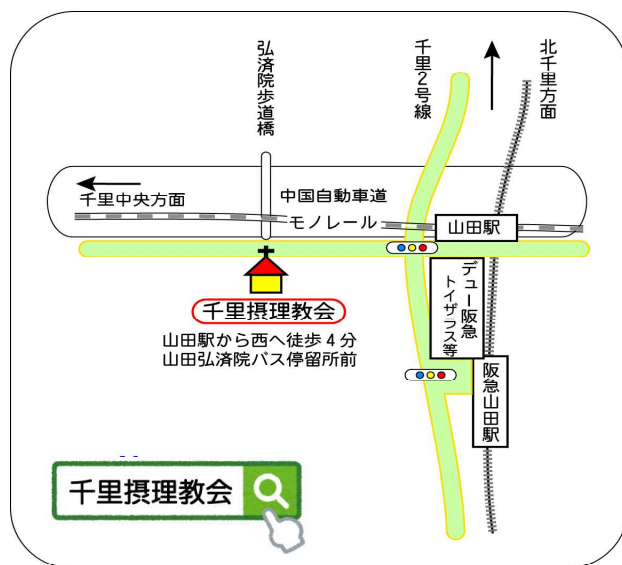 弘済院歩道橋
千里2号線
北千里方面
千里中央方面
中国自動車道
モノレール
山田駅
デュー阪急
トイザラス等
千里摂理教会
山田駅から西へ徒歩4分
山田弘済院バス停留所前
阪急山田駅
千里摂理教会